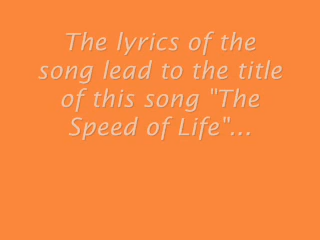 The lyrics of the
song lead to the title
of this song "The
Speed of Life"...